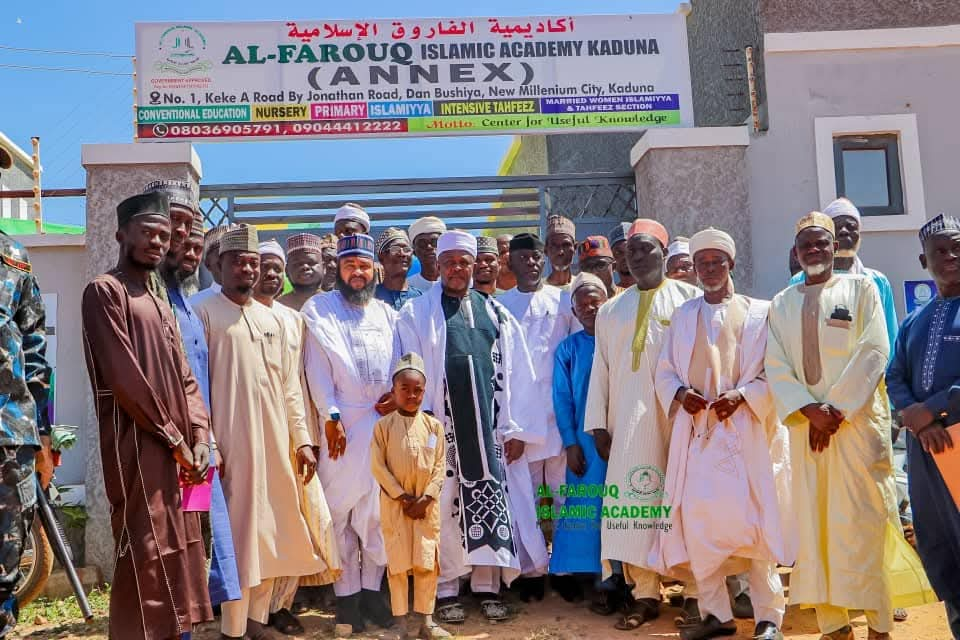 أكاديمية الفاروق الإسلامية
AL-FAROUQ ISLAMIC ACADEMY KADUNA
(ANNEX)
GOVERNMENT APPROVED
No. 1, Keke A Road By Jonathan Road, Dan Bushiya, New Millenium City, Kaduna
CONVENTIONAL EDUCATION NURSERY PRIMARY ISLAMIYYA INTENSIVE TAHFEEZ MARRIED WOMEN ISLAMIYYA & TAHFEEZ SECTION
08036905791, 09044412222 Motto: Center for Useful Knowledge
AL-FAROUQ
ISLAMIC ACADEMY
Useful Knowledge